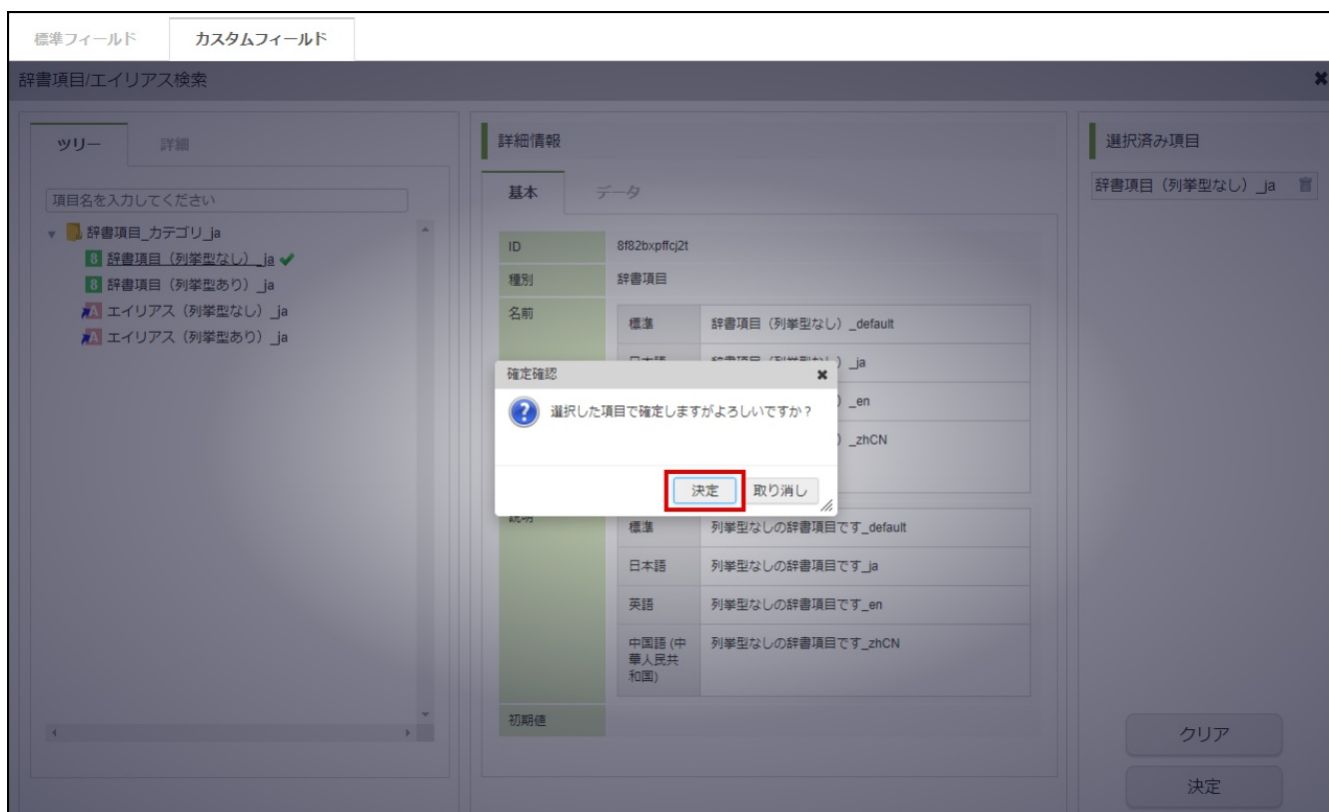 標準フィールド
カスタムフィールド
辞書項目/エイリアス検索
ツリー
詳細
項目名を入力してください
辞書項目_カテゴリ_ja
辞書項目（列挙型なし）_ja
辞書項目（列挙型あり）_ja
エイリアス（列挙型なし）_ja
エイリアス（列挙型あり）_ja
詳細情報
基本
データ
ID
8f82bxpffcj2t
種別
辞書項目
名前
標準
辞書項目（列挙型なし）_default
日本語
辞書項目（列挙型なし）_ja
）_en
）_zhCN
確定確認
選択した項目で確定しますがよろしいですか？
決定
取り消し
説明
標準
列挙型なしの辞書項目です_default
日本語
列挙型なしの辞書項目です_ja
英語
列挙型なしの辞書項目です_en
中国語 (中
華人民共
和国)
列挙型なしの辞書項目です_zhCN
初期値
選択済み項目
辞書項目（列挙型なし）_ja
クリア
決定